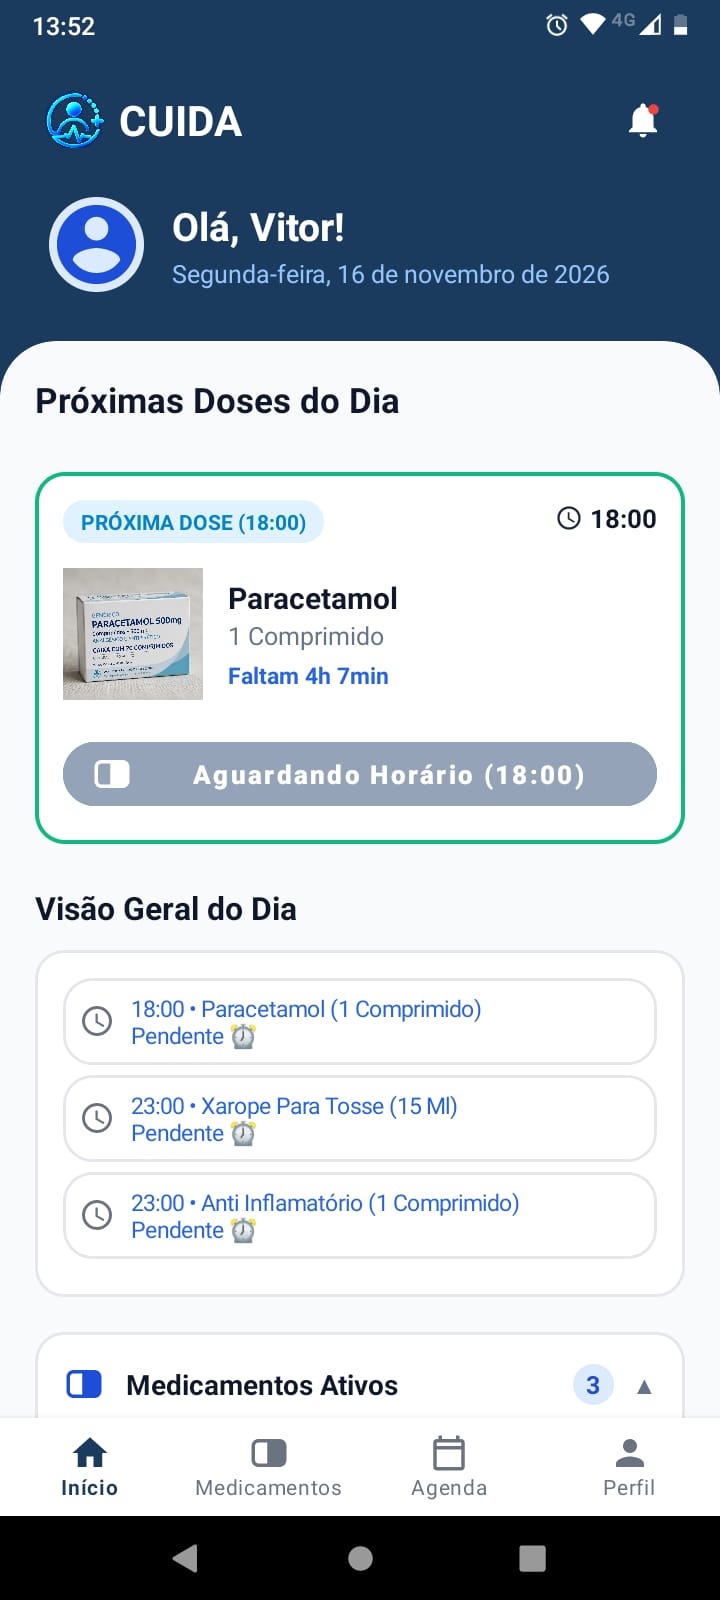 13:52
4G
CUIDA
Olá, Vitor!
Segunda-feira, 16 de novembro de 2026
Próximas Doses do Dia
PRÓXIMA DOSE (18:00)
18:00
PARACETAMOL 500mg
Paracetamol
1 Comprimido
Faltam 4h 7min
Aguardando Horário (18:00)
Visão Geral do Dia
18:00 • Paracetamol (1 Comprimido)
Pendente ⏰
23:00 • Xarope Para Tosse (15 Ml)
Pendente ⏰
23:00 • Anti Inflamatório (1 Comprimido)
Pendente ⏰
Medicamentos Ativos
3 ▲
Início
Medicamentos
Agenda
Perfil